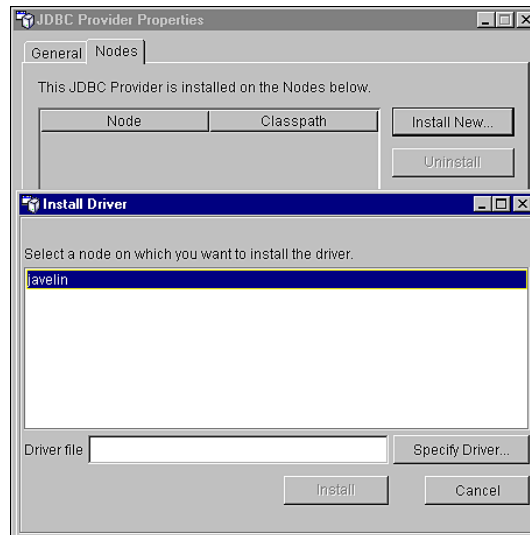 JDBC Provider Properties
General Nodes
This JDBC Provider is installed on the Nodes below.
Node Classpath Install New...
Uninstall
Install Driver
Select a node on which you want to install the driver.
javelin
Driver file Specify Driver...
Install Cancel